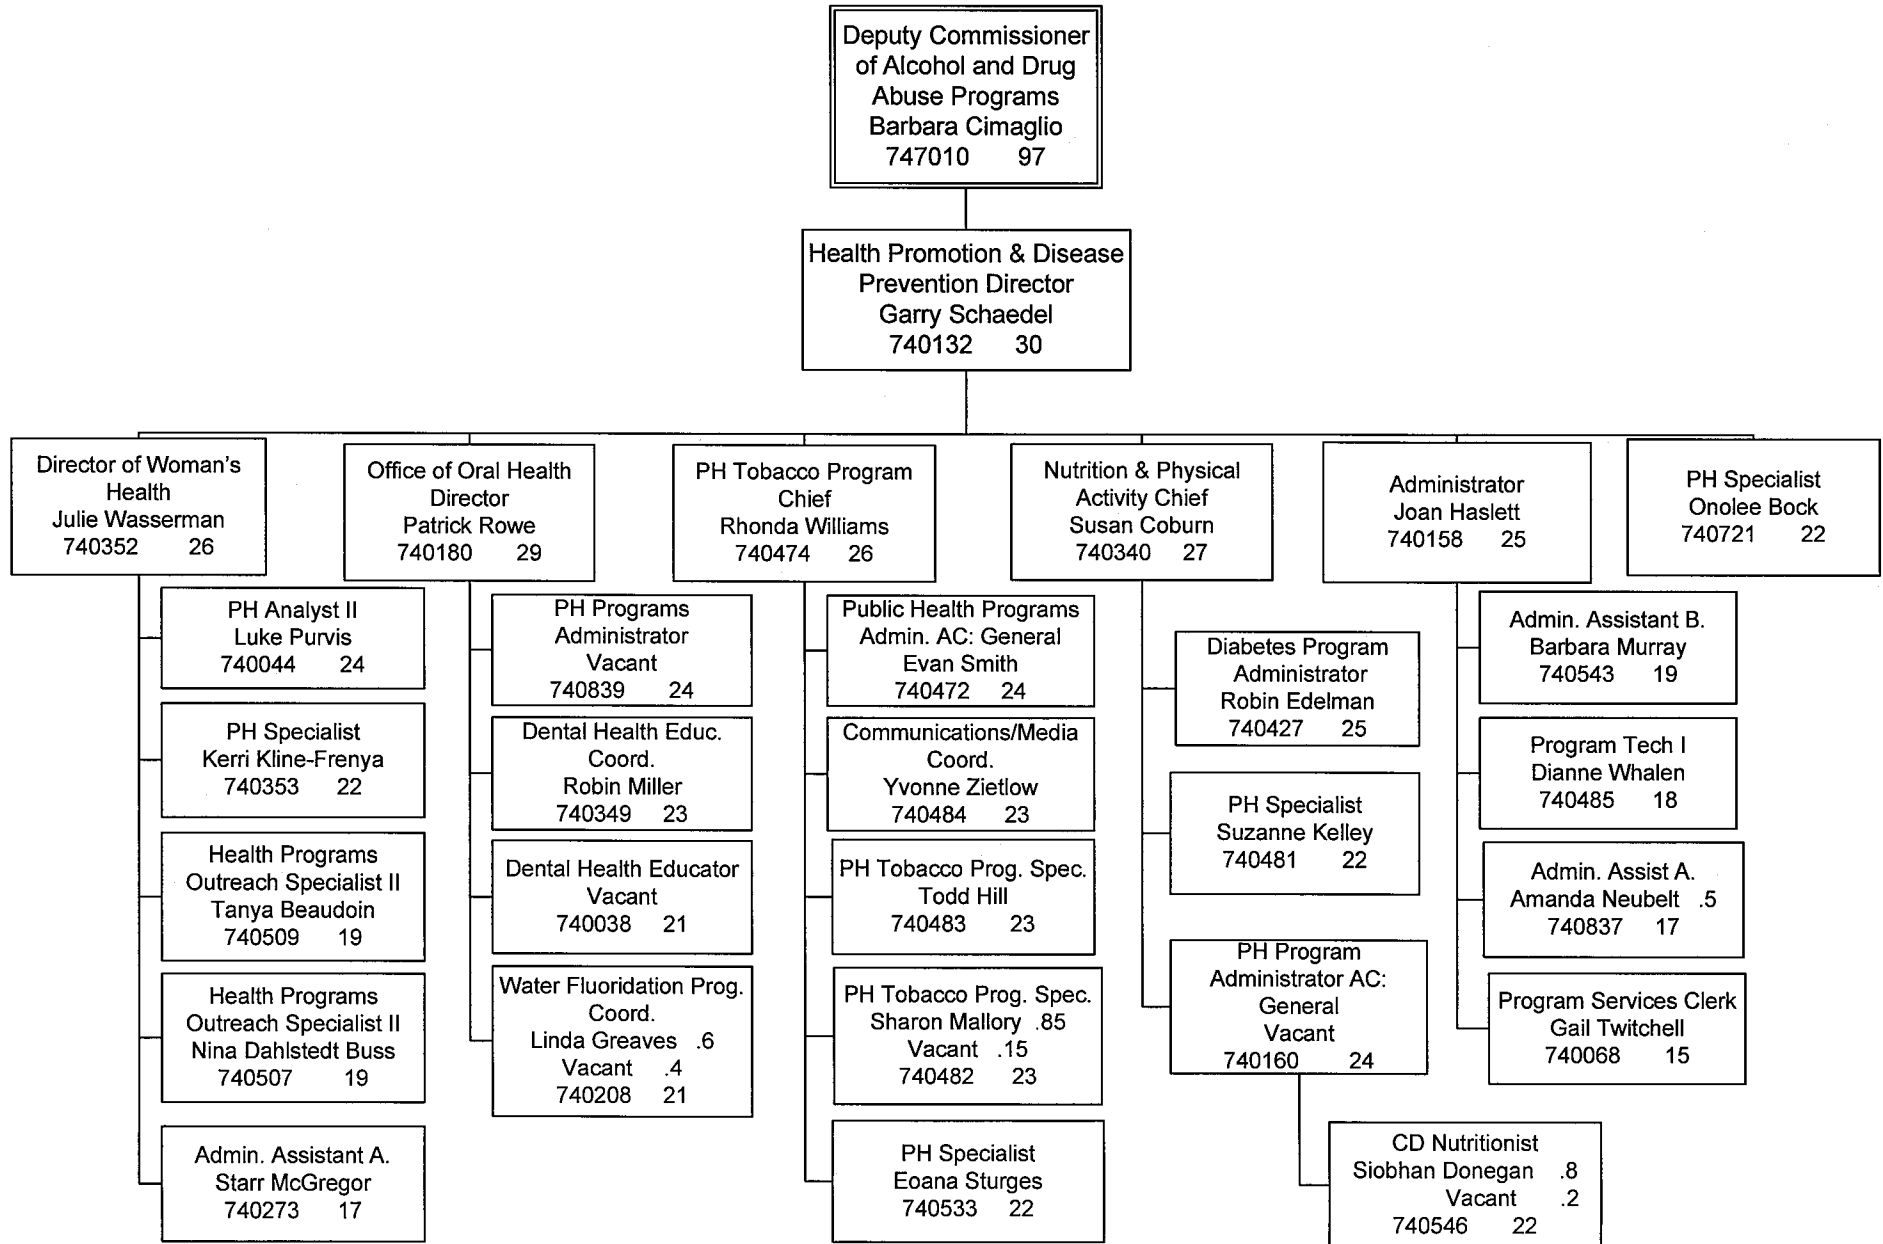 Deputy Commissioner
of Alcohol and Drug
Abuse Programs
Barbara Cimaglio
747010 97
Health Promotion & Disease
Prevention Director
Garry Schaedel
740132 30
Director of Woman's
Health
Julie Wasserman
740352 26
PH Analyst II
Luke Purvis
740044 24
PH Specialist
Kerri Kline-Frenya
740353 22
Health Programs
Outreach Specialist II
Tanya Beaudoin
740509 19
Health Programs
Outreach Specialist II
Nina Dahlstedt Buss
740507 19
Admin. Assistant A.
Starr McGregor
740273 17
Office of Oral Health
Director
Patrick Rowe
740180 29
PH Programs
Administrator
Vacant
740839 24
Dental Health Educ.
Coord.
Robin Miller
740349 23
Dental Health Educator
Vacant
740038 21
Water Fluoridation Prog.
Coord.
Linda Greaves .6
Vacant .4
740208 21
PH Tobacco Program
Chief
Rhonda Williams
740474 26
Public Health Programs
Admin. AC: General
Evan Smith
740472 24
Communications/Media
Coord.
Yvonne Zietlow
740484 23
PH Tobacco Prog. Spec.
Todd Hill
740483 23
PH Tobacco Prog. Spec.
Sharon Mallory .85
Vacant .15
740482 23
PH Specialist
Eoana Sturges
740533 22
Nutrition & Physical
Activity Chief
Susan Coburn
740340 27
Diabetes Program
Administrator
Robin Edelman
740427 25
PH Specialist
Suzanne Kelley
740481 22
PH Program
Administrator AC:
General
Vacant
740160 24
CD Nutritionist
Siobhan Donegan .8
Vacant .2
740546 22
Administrator
Joan Haslett
740158 25
Admin. Assistant B.
Barbara Murray
740543 19
Program Tech I
Dianne Whalen
740485 18
Admin. Assist A.
Amanda Neubelt .5
740837 17
Program Services Clerk
Gail Twitchell
740068 15
PH Specialist
Onolee Bock
740721 22